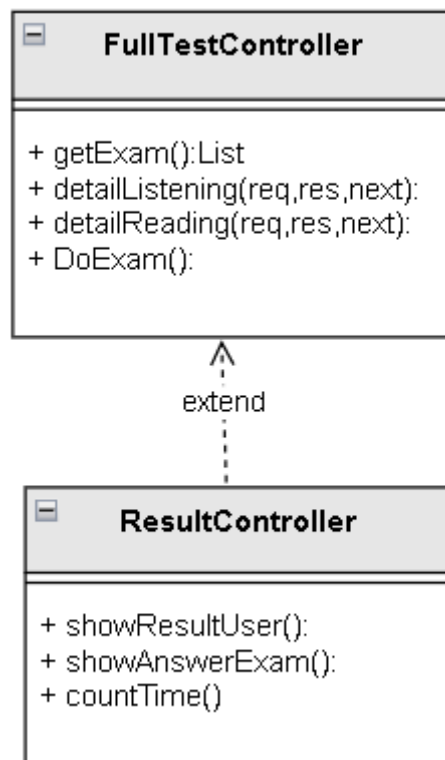 FullTestController
+ getExam():List
+ detailListening(req,res,next):
+ detailReading(req,res,next):
+ DoExam():
extend
ResultController
+ showResultUser():
+ showAnswerExam():
+ countTime()